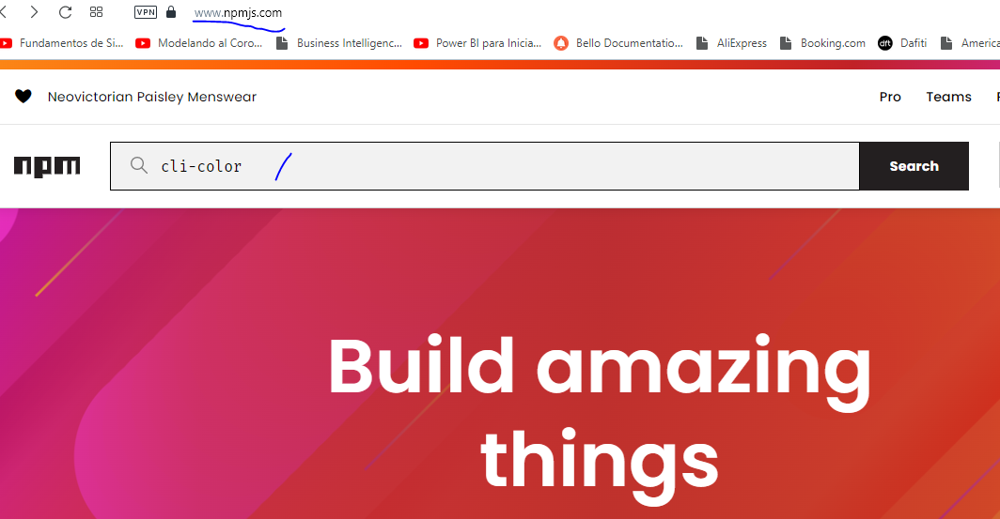 VPN www.npmjs.com
Fundamentos de Si... Modelando al Coro... Business Intelligenc... Power BI para Inicia... Bello Documentatio... AliExpress Booking.com dft Dafiti America
Neovictorian Paisley Menswear Pro Teams
npm cli-color Search
Build amazing
things